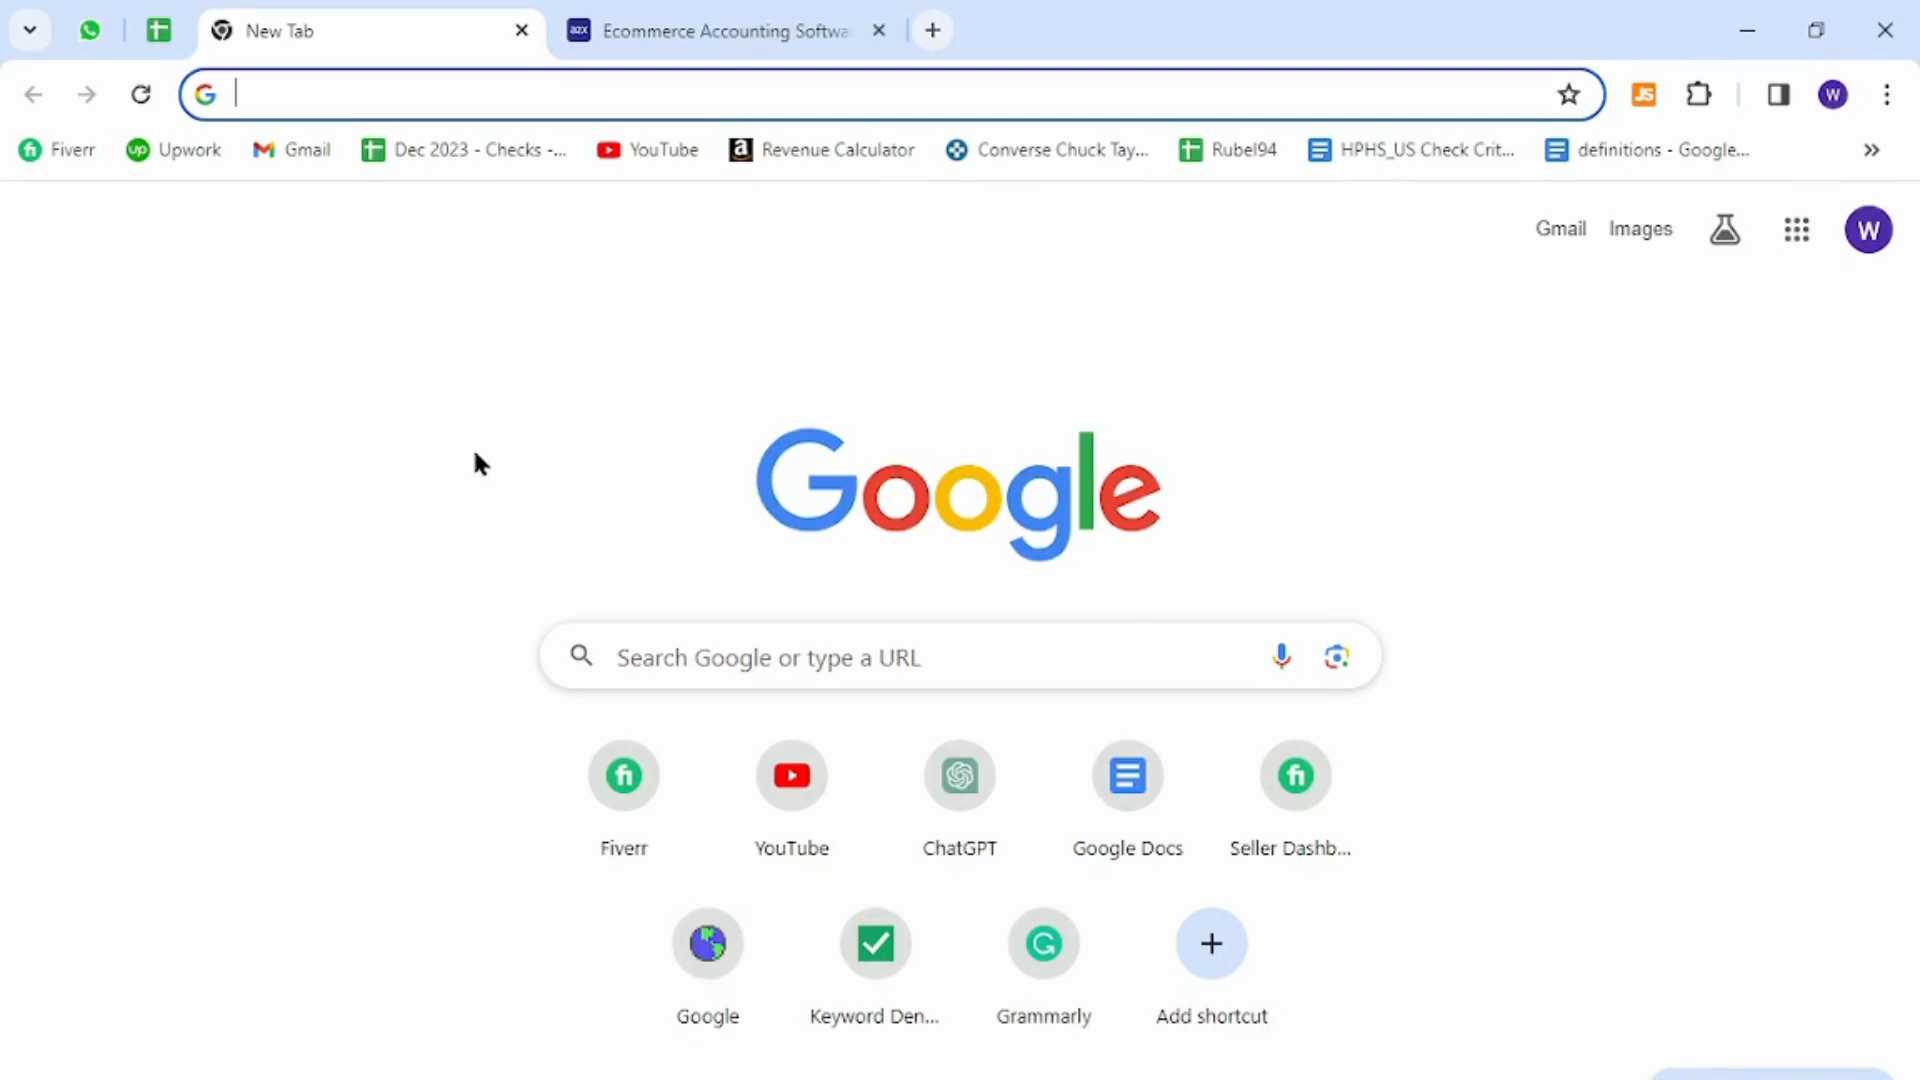 New Tab
a2x Ecommerce Accounting Softwa
Fiverr
Upwork
Gmail
Dec 2023 - Checks -...
YouTube
Revenue Calculator
Converse Chuck Tay...
Rubel94
HPHS_US Check Crit...
definitions - Google...
JS
W
Gmail Images W
Google
Search Google or type a URL
Fiverr
YouTube
ChatGPT
Google Docs
Seller Dashb...
Google
Keyword Den...
Grammarly
Add shortcut